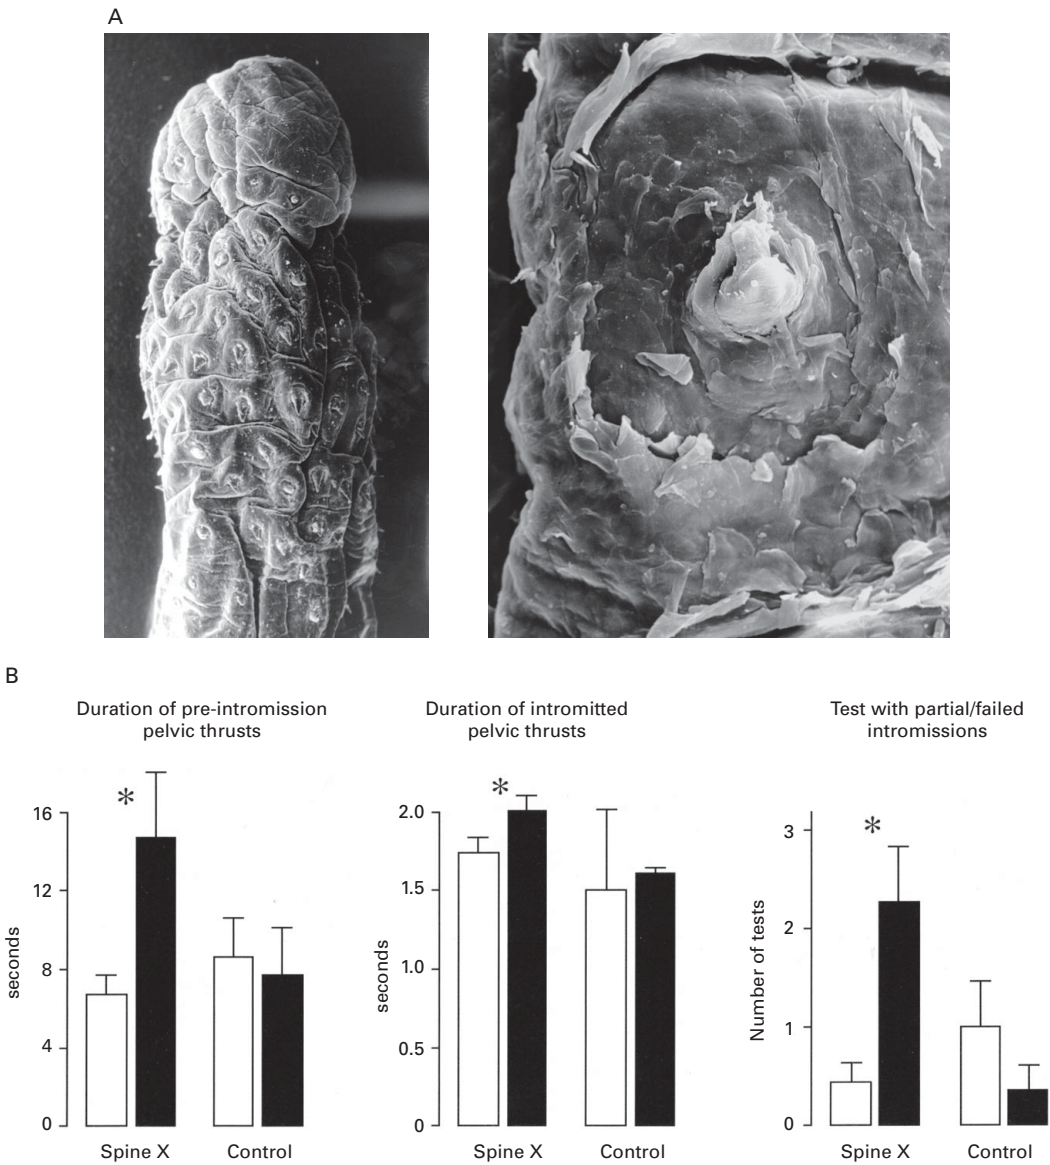 A
B
Duration of pre-intromission
pelvic thrusts
*
16
12
8
4
0
seconds
Spine X
Control
Duration of intromitted
pelvic thrusts
*
2.0
1.5
1.0
0.5
0
seconds
Spine X
Control
Test with partial/failed
intromissions
*
3
2
1
0
Number of tests
Spine X
Control